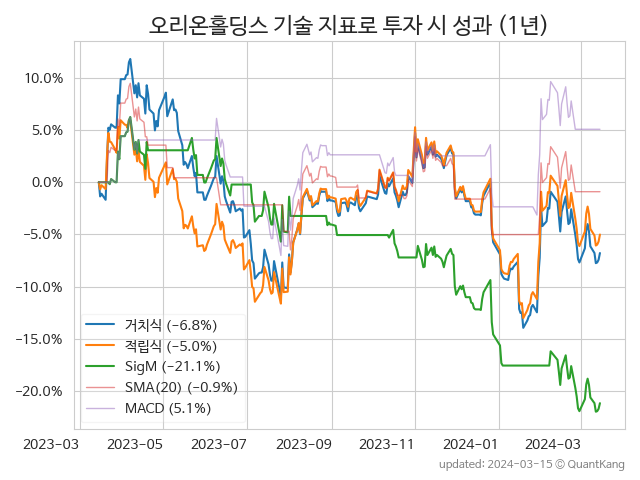 오리온홀딩스 기술 지표로 투자 시 성과 (1년)
10.0%
5.0%
0.0%
−5.0%
−10.0%
−15.0%
−20.0%
거치식 (−6.8%)
적립식 (−5.0%)
SigM (−21.1%)
SMA(20) (−0.9%)
MACD (5.1%)
2023-03 2023-05 2023-07 2023-09 2023-11 2024-01 2024-03
updated: 2024-03-15 © QuantKang